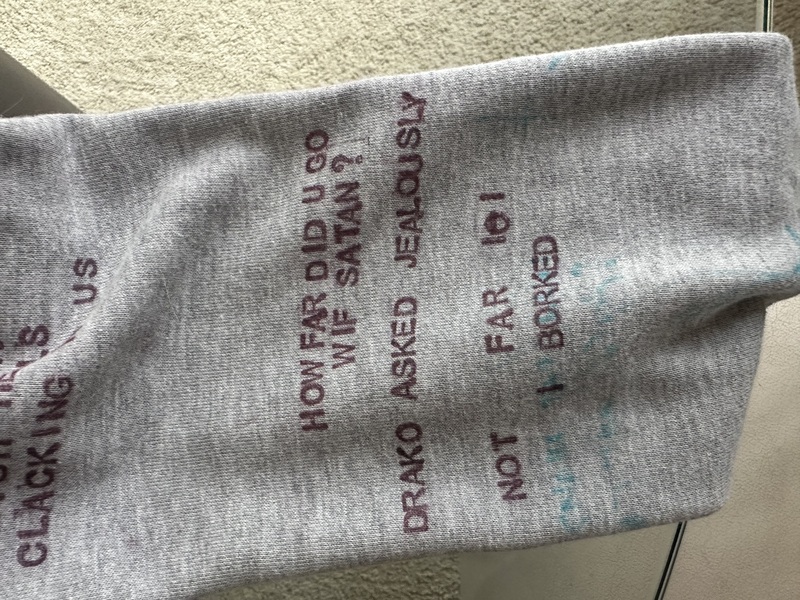 CLACKING US
HOW FAR DID U GO
WIF SATAN?
DRAKO ASKED JEALOUSLY
NOT FAR lol
I BORKED